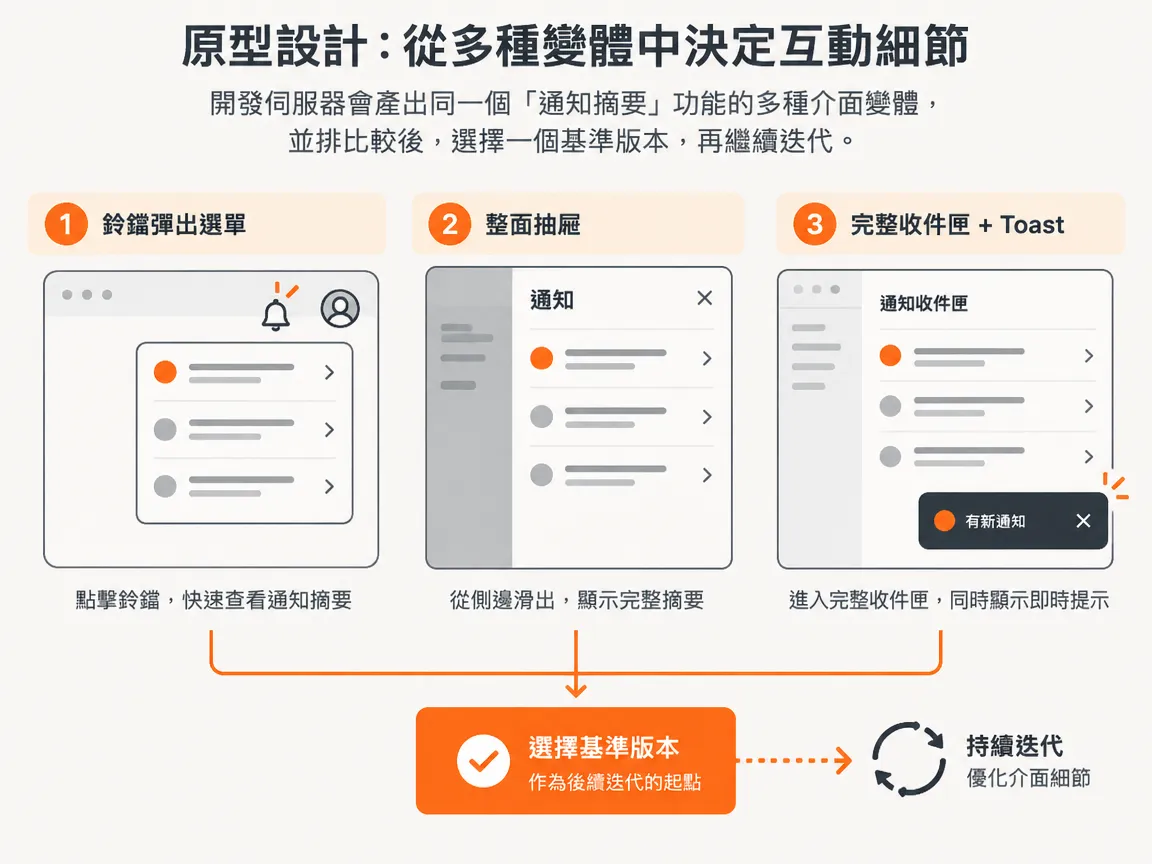 原型設計：從多種變體中決定互動細節
開發伺服器會產出同一個「通知摘要」功能的多種介面變體，
並排比較後，選擇一個基準版本，再繼續迭代。
1 鈴鐺彈出選單
點擊鈴鐺，快速查看通知摘要
2 整面抽屜
通知
從側邊滑出，顯示完整摘要
3 完整收件匣 + Toast
通知收件匣
有新通知
進入完整收件匣，同時顯示即時提示
選擇基準版本
作為後續迭代的起點
持續迭代
優化介面細節